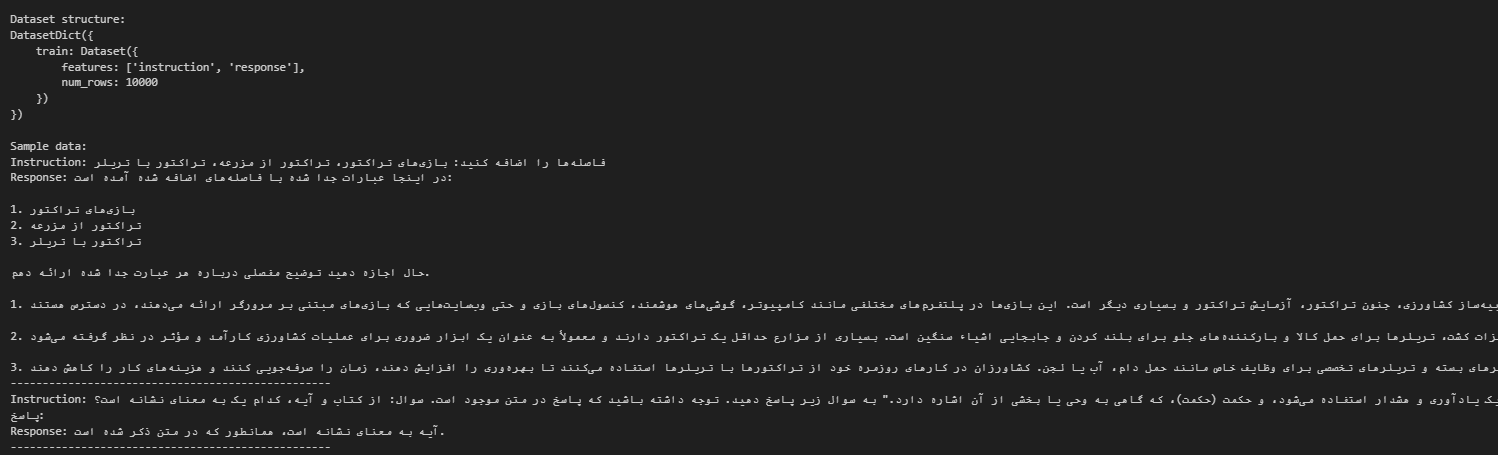 Dataset structure:
DatasetDict({
    train: Dataset({
        features: ['instruction', 'response'],
        num_rows: 10000
    })
})
Sample data:
Instruction: فاصله‌ها را اضافه کنید: بازی‌های تراکتور، تراکتور از مزرعه، تراکتور با تریلر
Response: در اینجا عبارات جدا شده با فاصله‌های اضافه شده آمده است:
1. بازی‌های تراکتور
2. تراکتور از مزرعه
3. تراکتور با تریلر
حال اجازه دهید توضیح مفصلی درباره هر عبارت جدا شده ارائه دهم.
1. کشاورزی، جنون تراکتور، آزمایش تراکتور و بسیاری دیگر است. این بازی‌ها در پلتفرم‌های مختلفی مانند کامپیوتر، گوشی‌های هوشمند، کنسول‌های بازی و حتی وبسایت‌هایی که بازی‌های مبتنی بر مرورگر ارائه می‌دهند، در دسترس هستند
2. کشت، تریلرها برای حمل کالا و بارکننده‌های جلو برای بلند کردن و جابجایی اشیاء سنگین است. بسیاری از مزارع حداقل یک تراکتور دارند و معمولاً به عنوان یک ابزار ضروری برای عملیات کشاورزی کارآمد و مؤثر در نظر گرفته می‌شود
3. بسته و تریلرهای تخصصی برای وظایف خاص مانند حمل دام، آب یا لجن. کشاورزان در کارهای روزمره خود از تراکتورها با تریلرها استفاده می‌کنند تا بهره‌وری را افزایش دهند، زمان را صرفه‌جویی کنند و هزینه‌های کار را کاهش دهند
--------------------------------------------------
Instruction: یک یادآوری و هشدار استفاده می‌شود، و حکمت (حکمت)، که گاهی به وحی یا بخشی از آن اشاره دارد." به سوال زیر پاسخ دهید. توجه داشته باشید که پاسخ در متن موجود است. سوال: از کتاب و آیه، کدام یک به معنای نشانه است؟
پاسخ:
Response: آیه به معنای نشانه است، همانطور که در متن ذکر شده است.
--------------------------------------------------